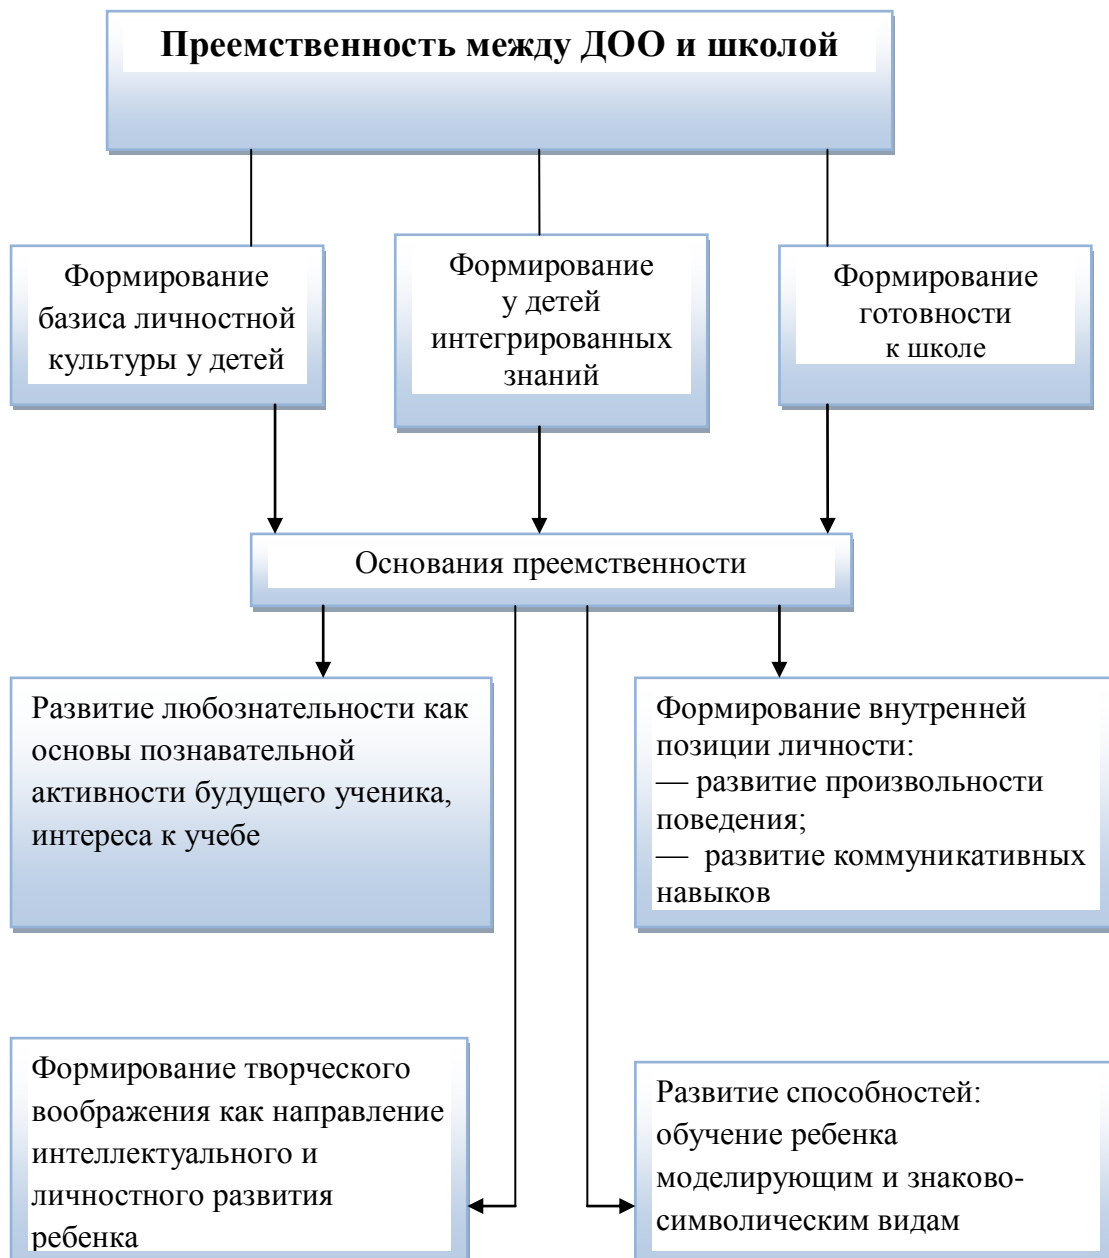 Преемственность между ДОО и школой
Формирование
базиса личностной
культуры у детей
Формирование
у детей
интегрированных
знаний
Формирование
готовности
к школе
Основания преемственности
Развитие любознательности как
основы познавательной
активности будущего ученика,
интереса к учебе
Формирование внутренней
позиции личности:
— развитие произвольности
поведения;
— развитие коммуникативных
навыков
Формирование творческого
воображения как направление
интеллектуального и
личностного развития
ребенка
Развитие способностей:
обучение ребенка
моделирующим и знаково-
символическим видам